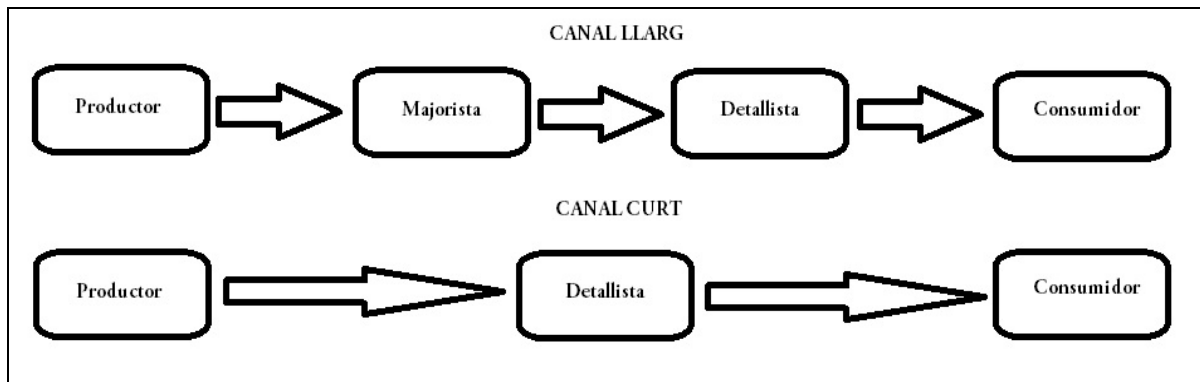 CANAL LLARG
Productor
Majorista
Detallista
Consumidor
CANAL CURT
Productor
Detallista
Consumidor